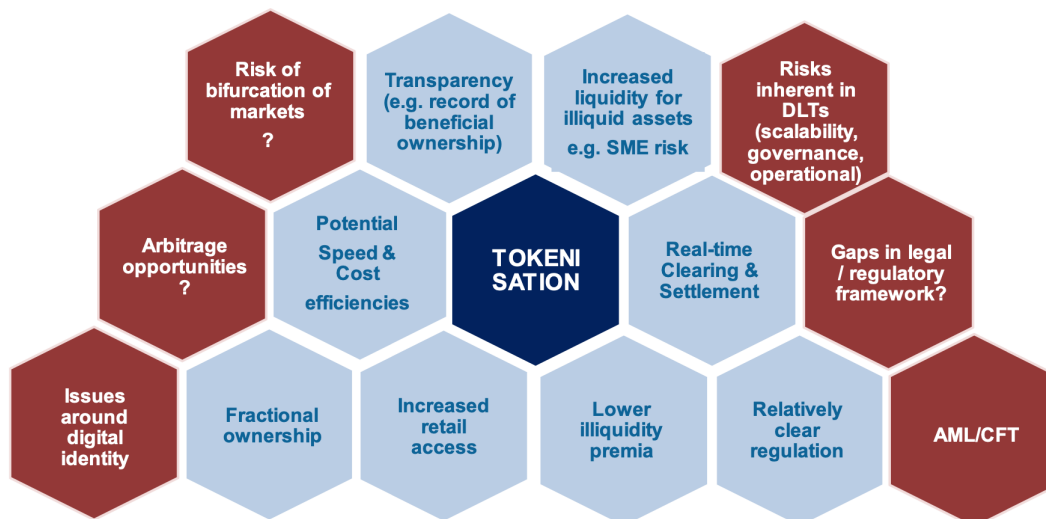 Risk of
bifurcation of
markets
?
Transparency
(e.g. record of
beneficial
ownership)
Increased
liquidity for
illiquid assets
e.g. SME risk
Risks
inherent in
DLTs
(scalability,
governance,
operational)
Arbitrage
opportunities
?
Potential
Speed &
Cost
efficiencies
TOKENI
SATION
Real-time
Clearing &
Settlement
Gaps in legal
/ regulatory
framework?
Issues
around
digital
identity
Fractional
ownership
Increased
retail
access
Lower
illiquidity
premia
Relatively
clear
regulation
AML/CFT